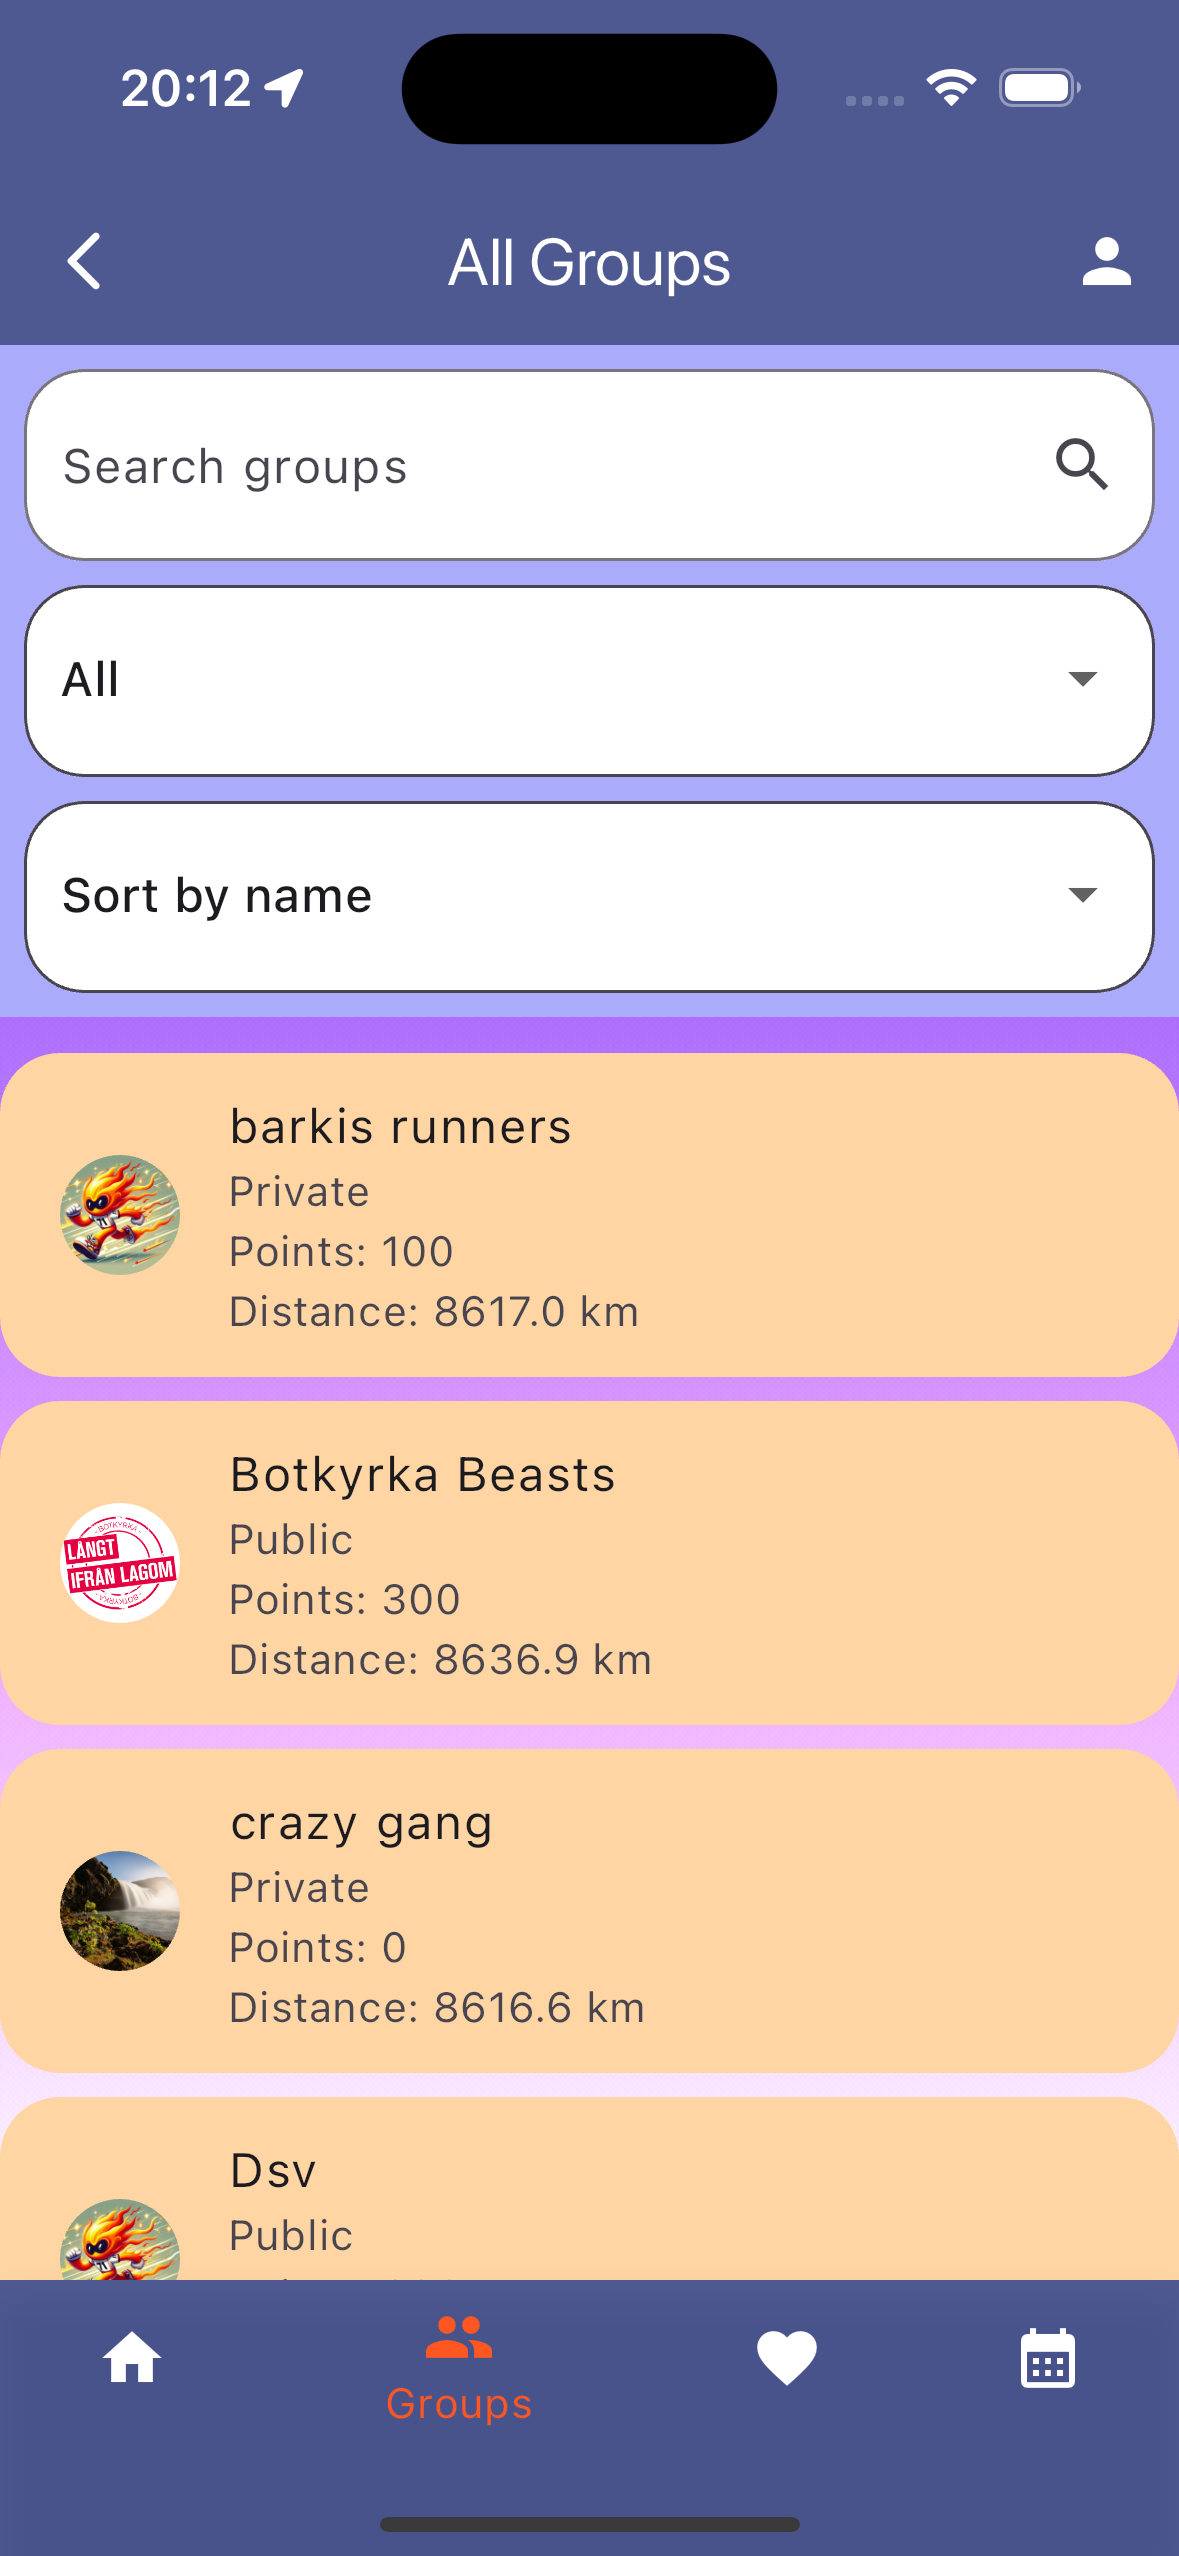 20:12
All Groups
Search groups
All
Sort by name
barkis runners
Private
Points: 100
Distance: 8617.0 km
BOTKYRKA
LÅNGT
IFRÅN LAGOM
BOTKYRKA
Botkyrka Beasts
Public
Points: 300
Distance: 8636.9 km
crazy gang
Private
Points: 0
Distance: 8616.6 km
Dsv
Public
Groups